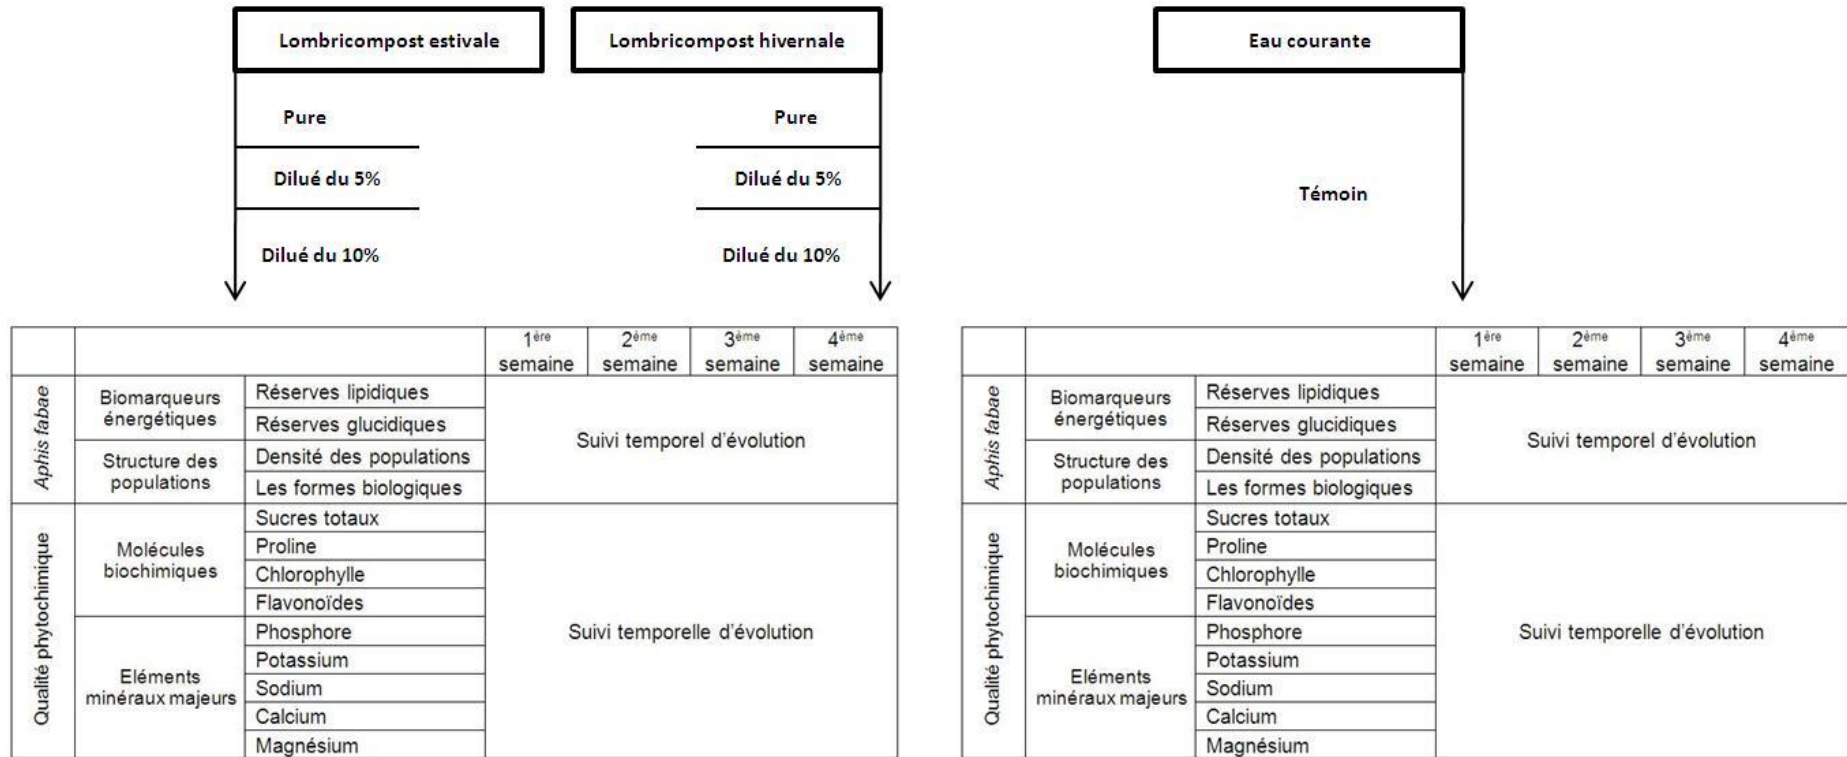 Lombricompost estivale
Lombricompost hivernale
Eau courante
Pure
Dilué du 5%
Dilué du 10%
Pure
Dilué du 5%
Dilué du 10%
Témoin
1ère semaine
2ème semaine
3ème semaine
4ème semaine
Aphis fabae
Biomarqueurs
énergétiques
Réserves lipidiques
Réserves glucidiques
Structure des
populations
Densité des populations
Les formes biologiques
Suivi temporel d'évolution
Qualité phytochimique
Molécules
biochimiques
Sucres totaux
Proline
Chlorophylle
Flavonoïdes
Eléments
minéraux majeurs
Phosphore
Potassium
Sodium
Calcium
Magnésium
Suivi temporelle d'évolution
1ère semaine
2ème semaine
3ème semaine
4ème semaine
Aphis fabae
Biomarqueurs
énergétiques
Réserves lipidiques
Réserves glucidiques
Structure des
populations
Densité des populations
Les formes biologiques
Suivi temporel d'évolution
Qualité phytochimique
Molécules
biochimiques
Sucres totaux
Proline
Chlorophylle
Flavonoïdes
Eléments
minéraux majeurs
Phosphore
Potassium
Sodium
Calcium
Magnésium
Suivi temporelle d'évolution